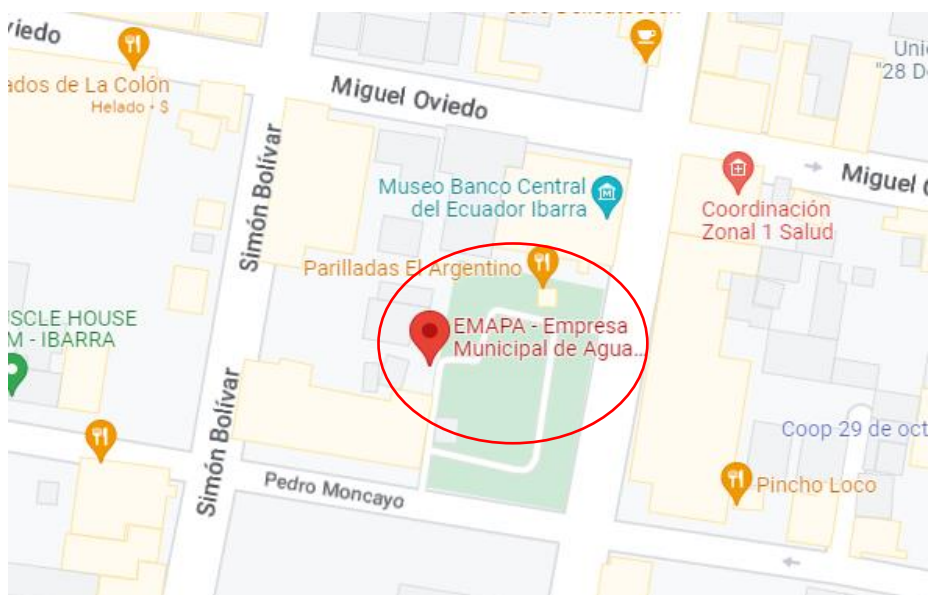 viedo
ados de La Colón
Helado • $
Miguel Oviedo
Uni
"28 D
Simón Bolívar
Museo Banco Central
del Ecuador Ibarra
Coordinación
Zonal 1 Salud
Miguel
Parilladas El Argentino
EMAPA - Empresa
Municipal de Agua...
SCLE HOUSE
M - IBARRA
Simón Bolívar
Coop 29 de oct
Pedro Moncayo
Pincho Loco